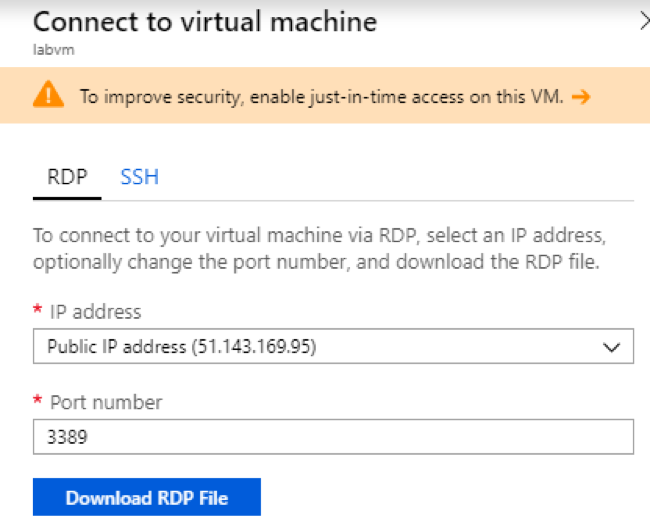 Connect to virtual machine
labvm
To improve security, enable just-in-time access on this VM. →
RDP SSH
To connect to your virtual machine via RDP, select an IP address,
optionally change the port number, and download the RDP file.
* IP address
Public IP address (51.143.169.95)
* Port number
3389
Download RDP File